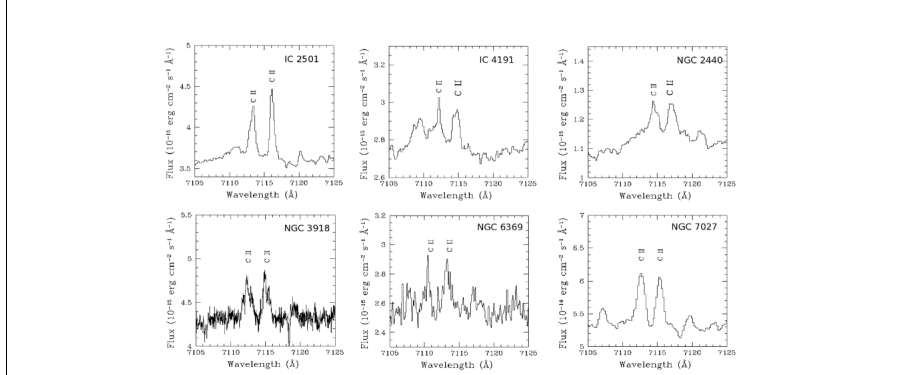 IC 2501
C II
C II
Flux (10⁻¹⁵ erg cm⁻² s⁻¹ Å⁻¹)
5
4.5
4
3.5
7105 7110 7115 7120 7125
Wavelength (Å)
IC 4191
C II
C II
Flux (10⁻¹⁵ erg cm⁻² s⁻¹ Å⁻¹)
3.2
3
2.8
2.6
7105 7110 7115 7120 7125
Wavelength (Å)
NGC 2440
C II
C II
Flux (10⁻¹⁵ erg cm⁻² s⁻¹ Å⁻¹)
1.4
1.3
1.2
1.1
1
7105 7110 7115 7120 7125
Wavelength (Å)
NGC 3918
C II
C II
Flux (10⁻¹⁵ erg cm⁻² s⁻¹ Å⁻¹)
5.5
5
4.5
4
7105 7110 7115 7120 7125
Wavelength (Å)
NGC 6369
C II
C II
Flux (10⁻¹⁶ erg cm⁻² s⁻¹ Å⁻¹)
3.2
3
2.8
2.6
2.4
7105 7110 7115 7120 7125
Wavelength (Å)
NGC 7027
C II
C II
Flux (10⁻¹⁴ erg cm⁻² s⁻¹ Å⁻¹)
7
6.5
6
5.5
5
7105 7110 7115 7120 7125
Wavelength (Å)